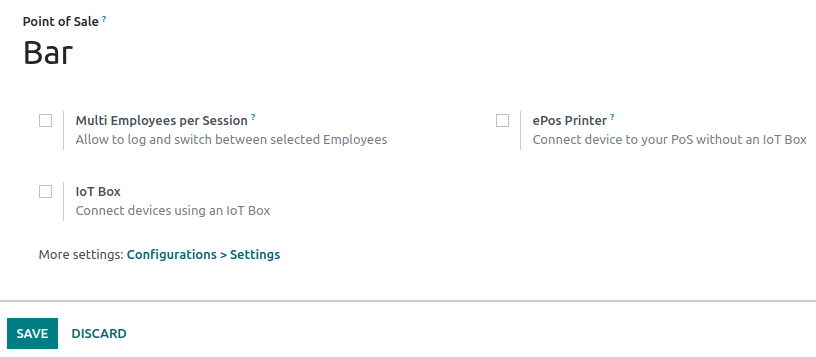 Point of Sale ?
Bar
Multi Employees per Session ?
Allow to log and switch between selected Employees
ePos Printer ?
Connect device to your PoS without an IoT Box
IoT Box
Connect devices using an IoT Box
More settings: Configurations > Settings
SAVE DISCARD